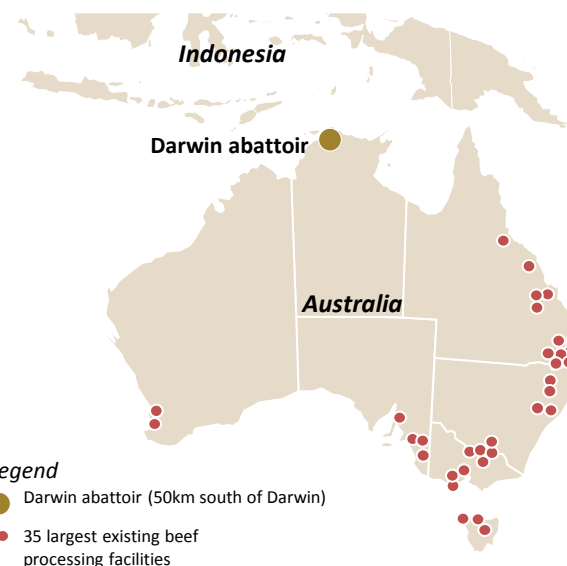 Indonesia
Darwin abattoir
Australia
egend
Darwin abattoir (50km south of Darwin)
35 largest existing beef
processing facilities